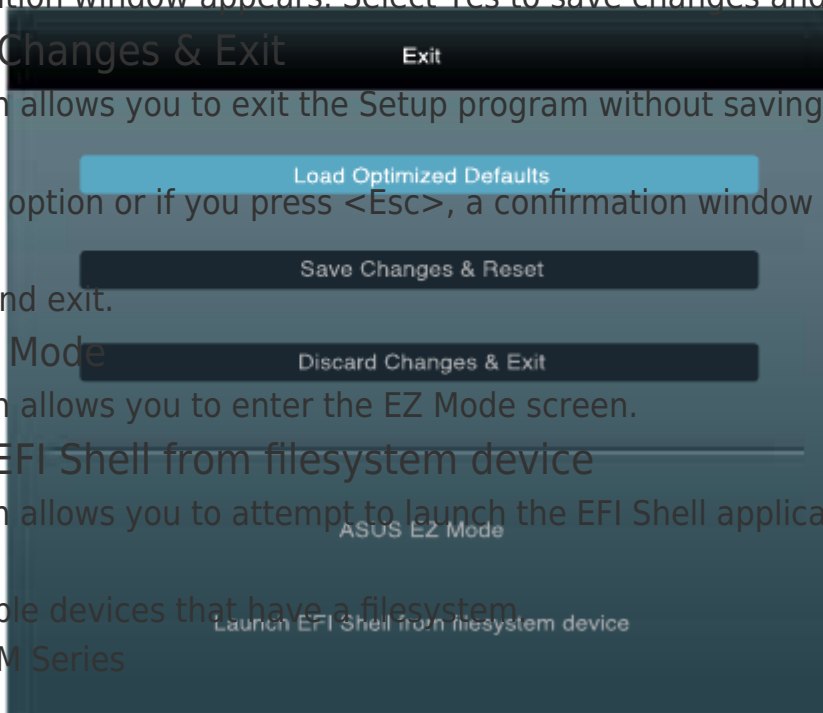 ition window appears. Select Yes to save changes and
Changes & Exit
Exit
n allows you to exit the Setup program without saving
Load Optimized Defaults
option or if you press <Esc>, a confirmation window
Save Changes & Reset
nd exit.
Mode
Discard Changes & Exit
n allows you to enter the EZ Mode screen.
EFI Shell from filesystem device
n allows you to attempt to launch the EFI Shell applica
ASUS EZ Mode
ble devices that have a filesystem
Launch EFI Shell from filesystem device
M Series